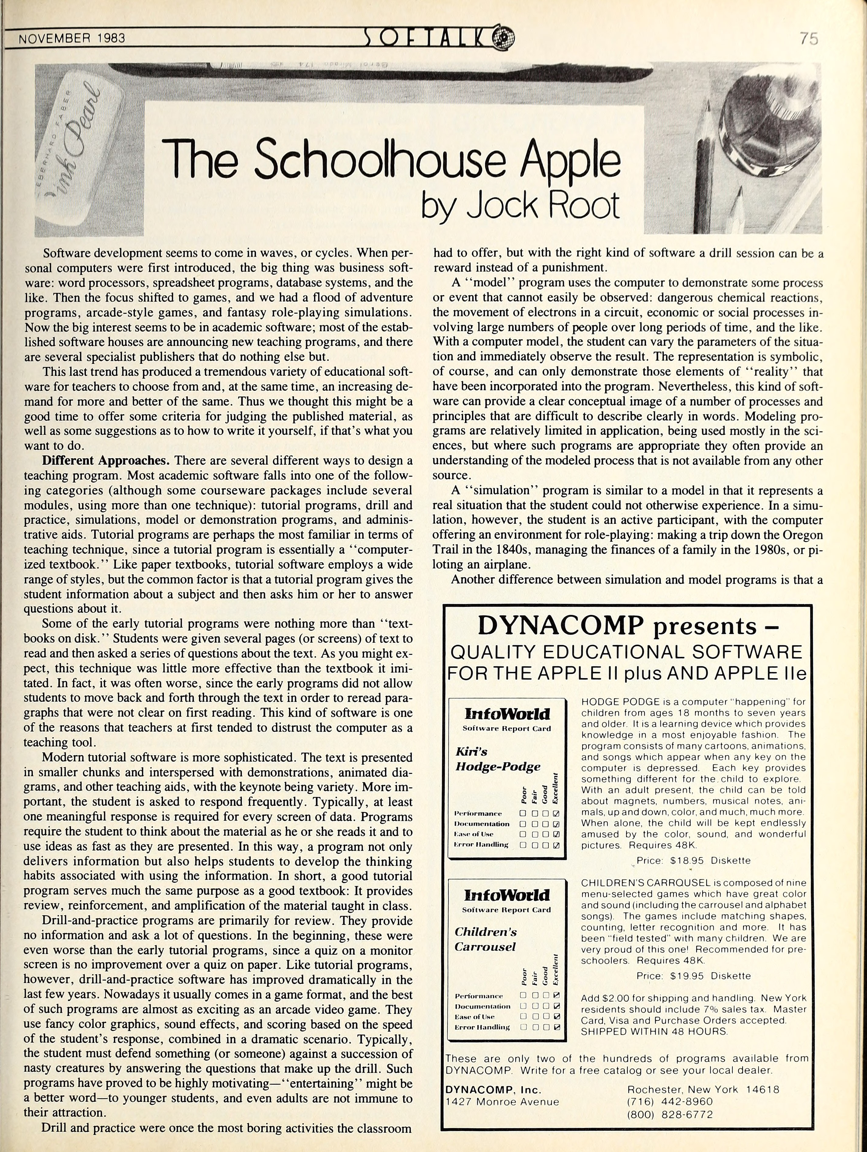 NOVEMBER 1983
SOFTALK
75
EBERHARD FABER
Pink Pearl
The Schoolhouse Apple
by Jock Root
Software development seems to come in waves, or cycles. When per-
sonal computers were first introduced, the big thing was business soft-
ware: word processors, spreadsheet programs, database systems, and the
like. Then the focus shifted to games, and we had a flood of adventure
programs, arcade-style games, and fantasy role-playing simulations.
Now the big interest seems to be in academic software; most of the estab-
lished software houses are announcing new teaching programs, and there
are several specialist publishers that do nothing else but.
This last trend has produced a tremendous variety of educational soft-
ware for teachers to choose from and, at the same time, an increasing de-
mand for more and better of the same. Thus we thought this might be a
good time to offer some criteria for judging the published material, as
well as some suggestions as to how to write it yourself, if that's what you
want to do.
Different Approaches. There are several different ways to design a
teaching program. Most academic software falls into one of the follow-
ing categories (although some courseware packages include several
modules, using more than one technique): tutorial programs, drill and
practice, simulations, model or demonstration programs, and adminis-
trative aids. Tutorial programs are perhaps the most familiar in terms of
teaching technique, since a tutorial program is essentially a "computer-
ized textbook." Like paper textbooks, tutorial software employs a wide
range of styles, but the common factor is that a tutorial program gives the
student information about a subject and then asks him or her to answer
questions about it.
Some of the early tutorial programs were nothing more than "text-
books on disk." Students were given several pages (or screens) of text to
read and then asked a series of questions about the text. As you might ex-
pect, this technique was little more effective than the textbook it imi-
tated. In fact, it was often worse, since the early programs did not allow
students to move back and forth through the text in order to reread para-
graphs that were not clear on first reading. This kind of software is one
of the reasons that teachers at first tended to distrust the computer as a
teaching tool.
Modern tutorial software is more sophisticated. The text is presented
in smaller chunks and interspersed with demonstrations, animated dia-
grams, and other teaching aids, with the keynote being variety. More im-
portant, the student is asked to respond frequently. Typically, at least
one meaningful response is required for every screen of data. Programs
require the student to think about the material as he or she reads it and to
use ideas as fast as they are presented. In this way, a program not only
delivers information but also helps students to develop the thinking
habits associated with using the information. In short, a good tutorial
program serves much the same purpose as a good textbook: It provides
review, reinforcement, and amplification of the material taught in class.
Drill-and-practice programs are primarily for review. They provide
no information and ask a lot of questions. In the beginning, these were
even worse than the early tutorial programs, since a quiz on a monitor
screen is no improvement over a quiz on paper. Like tutorial programs,
however, drill-and-practice software has improved dramatically in the
last few years. Nowadays it usually comes in a game format, and the best
of such programs are almost as exciting as an arcade video game. They
use fancy color graphics, sound effects, and scoring based on the speed
of the student's response, combined in a dramatic scenario. Typically,
the student must defend something (or someone) against a succession of
nasty creatures by answering the questions that make up the drill. Such
programs have proved to be highly motivating—"entertaining" might be
a better word—to younger students, and even adults are not immune to
their attraction.
Drill and practice were once the most boring activities the classroom
had to offer, but with the right kind of software a drill session can be a
reward instead of a punishment.
A "model" program uses the computer to demonstrate some process
or event that cannot easily be observed: dangerous chemical reactions,
the movement of electrons in a circuit, economic or social processes in-
volving large numbers of people over long periods of time, and the like.
With a computer model, the student can vary the parameters of the situa-
tion and immediately observe the result. The representation is symbolic,
of course, and can only demonstrate those elements of "reality" that
have been incorporated into the program. Nevertheless, this kind of soft-
ware can provide a clear conceptual image of a number of processes and
principles that are difficult to describe clearly in words. Modeling pro-
grams are relatively limited in application, being used mostly in the sci-
ences, but where such programs are appropriate they often provide an
understanding of the modeled process that is not available from any other
source.
A "simulation" program is similar to a model in that it represents a
real situation that the student could not otherwise experience. In a simu-
lation, however, the student is an active participant, with the computer
offering an environment for role-playing: making a trip down the Oregon
Trail in the 1840s, managing the finances of a family in the 1980s, or pi-
loting an airplane.
Another difference between simulation and model programs is that a
DYNACOMP presents –
QUALITY EDUCATIONAL SOFTWARE
FOR THE APPLE II plus AND APPLE IIe
InfoWorld
Software Report Card
Kiri's
Hodge-Podge
Poor
Fair
Good
Excellent
Performance
Documentation
Ease of Use
Error Handling
HODGE PODGE is a computer "happening" for
children from ages 18 months to seven years
and older. It is a learning device which provides
knowledge in a most enjoyable fashion. The
program consists of many cartoons, animations,
and songs which appear when any key on the
computer is depressed. Each key provides
something different for the child to explore.
With an adult present, the child can be told
about magnets, numbers, musical notes, ani-
mals, up and down, color, and much, much more.
When alone, the child will be kept endlessly
amused by the color, sound, and wonderful
pictures. Requires 48K.
Price: $18.95 Diskette
InfoWorld
Software Report Card
Children's
Carrousel
Poor
Fair
Good
Excellent
Performance
Documentation
Ease of Use
Error Handling
CHILDREN'S CARROUSEL is composed of nine
menu-selected games which have great color
and sound (including the carrousel and alphabet
songs). The games include matching shapes,
counting, letter recognition and more. It has
been "field tested" with many children. We are
very proud of this one! Recommended for pre-
schoolers. Requires 48K.
Price: $19.95 Diskette
Add $2.00 for shipping and handling. New York
residents should include 7% sales tax. Master
Card, Visa and Purchase Orders accepted.
SHIPPED WITHIN 48 HOURS.
These are only two of the hundreds of programs available from
DYNACOMP. Write for a free catalog or see your local dealer.
DYNACOMP, Inc.
1427 Monroe Avenue
Rochester, New York 14618
(716) 442-8960
(800) 828-6772